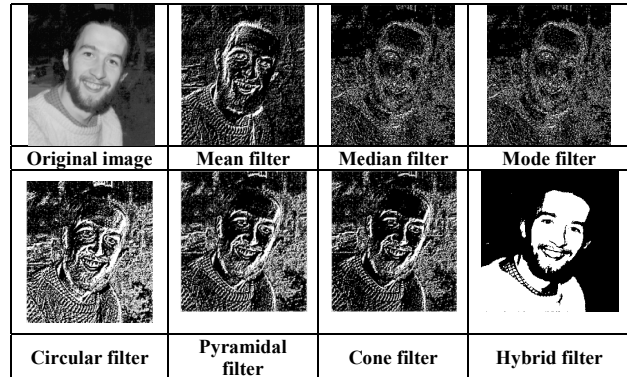 Original image
Mean filter
Median filter
Mode filter
Circular filter
Pyramidal
filter
Cone filter
Hybrid filter